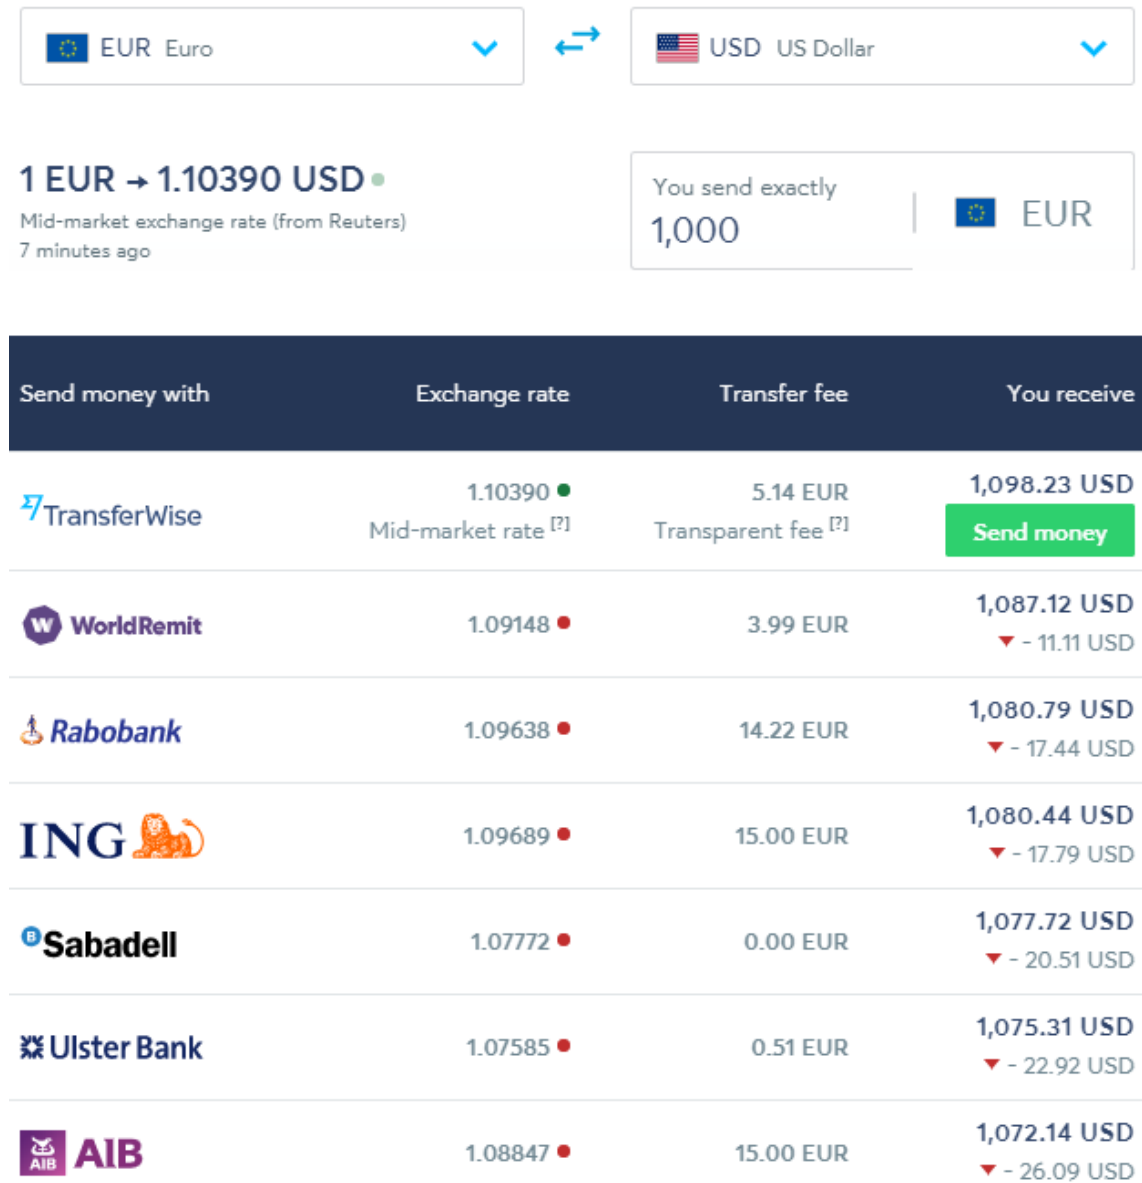 EUR Euro
USD US Dollar
1 EUR → 1.10390 USD
Mid-market exchange rate (from Reuters)
7 minutes ago
You send exactly
1,000
EUR
Send money with Exchange rate Transfer fee You receive
TransferWise
1.10390
Mid-market rate [?]
5.14 EUR
Transparent fee [?]
1,098.23 USD
Send money
W WorldRemit
1.09148
3.99 EUR
1,087.12 USD
- 11.11 USD
Rabobank
1.09638
14.22 EUR
1,080.79 USD
- 17.44 USD
ING
1.09689
15.00 EUR
1,080.44 USD
- 17.79 USD
B Sabadell
1.07772
0.00 EUR
1,077.72 USD
- 20.51 USD
Ulster Bank
1.07585
0.51 EUR
1,075.31 USD
- 22.92 USD
AIB AIB
1.08847
15.00 EUR
1,072.14 USD
- 26.09 USD